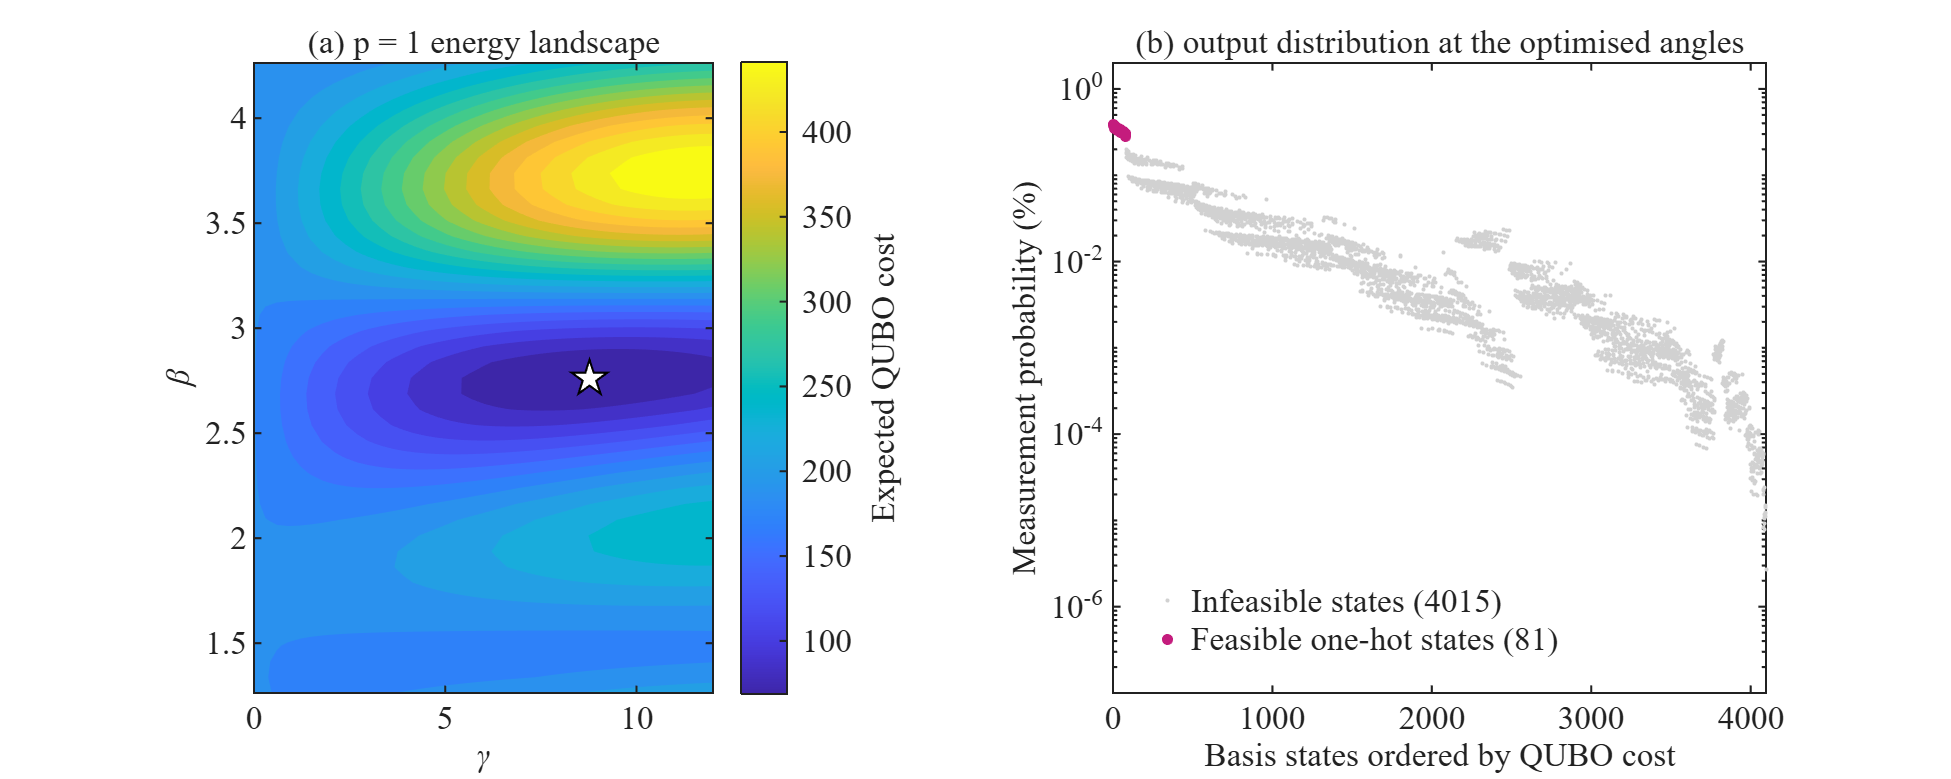 (a) p = 1 energy landscape
4
3.5
3
2.5
2
1.5
β
0
5
10
γ
400
350
300
250
200
150
100
Expected QUBO cost
(b) output distribution at the optimised angles
10^0
10^-2
10^-4
10^-6
Measurement probability (%)
Infeasible states (4015)
Feasible one-hot states (81)
0
1000
2000
3000
4000
Basis states ordered by QUBO cost